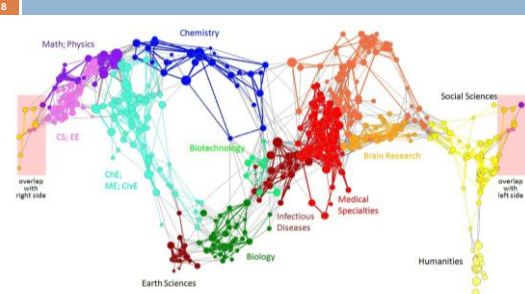 8
Chemistry
Math; Physics
Social Sciences
CS; EE
Biotechnology
Brain Research
overlap
with
right side
ChE;
ME; CivE
overlap
with
left side
Medical
Specialties
Infectious
Diseases
Biology
Humanities
Earth Sciences